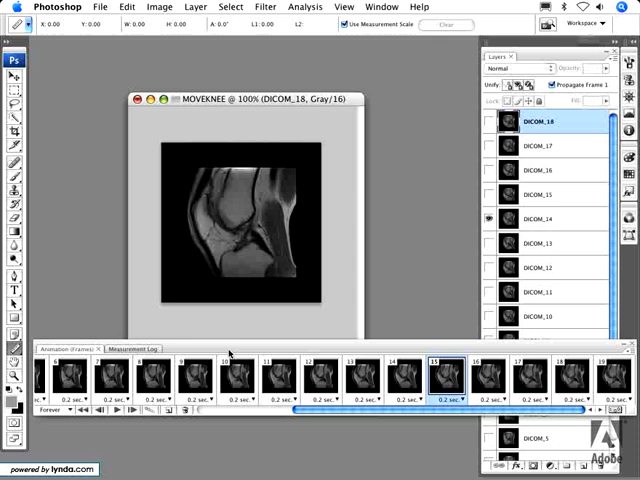 Photoshop File Edit Image Layer Select Filter Analysis View Window Help
X: 0.00 Y: 0.00 W: 0.00 H: 0.00 A: 0.0° L1: 0.00 L2: Use Measurement Scale Clear Workspace
Ps
MOVEKNEE @ 100% (DICOM_18, Gray/16)
Layers
Normal Opacity:
Unify: Propagate Frame 1
Lock: Fill:
DICOM_18
DICOM_17
DICOM_16
DICOM_15
DICOM_14
DICOM_13
DICOM_12
DICOM_11
DICOM_10
Animation (Frames) Measurement Log
6 7 8 9 10 11 12 13 14 15 16 17 18 19
0.2 sec. 0.2 sec. 0.2 sec. 0.2 sec. 0.2 sec. 0.2 sec. 0.2 sec. 0.2 sec. 0.2 sec. 0.2 sec. 0.2 sec. 0.2 sec. 0.2 sec. 0.2 sec.
Forever
DICOM_5
Adobe
powered by lynda.com